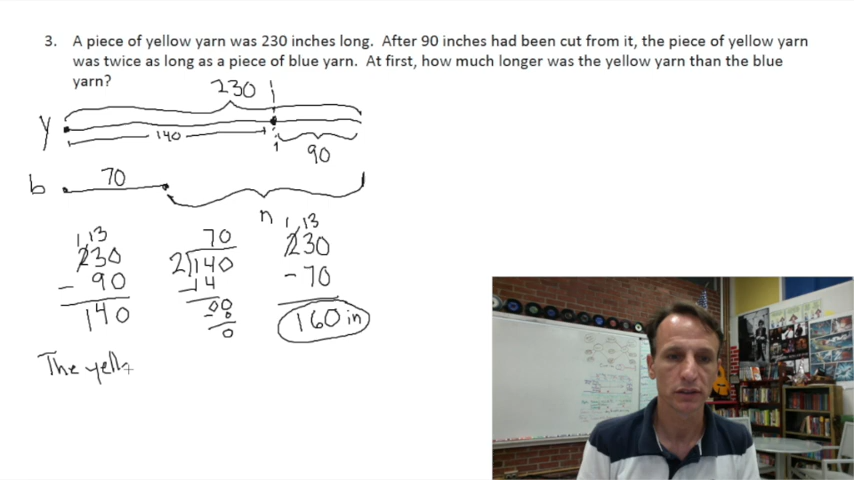 3. A piece of yellow yarn was 230 inches long. After 90 inches had been cut from it, the piece of yellow yarn
was twice as long as a piece of blue yarn. At first, how much longer was the yellow yarn than the blue
yarn?
230
y
140
90
b
70
n
1 13
230
- 90
140
70
2 140
- 14
00
- 0
0
1 13
230
- 70
160 in
The yell